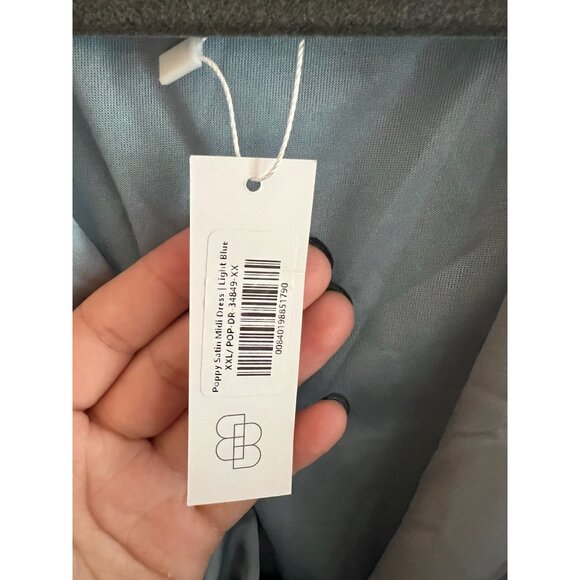 Poppy Satin Midi Dress | Light Blue
XXL/ POP-DR-34849-XX
00840198851790